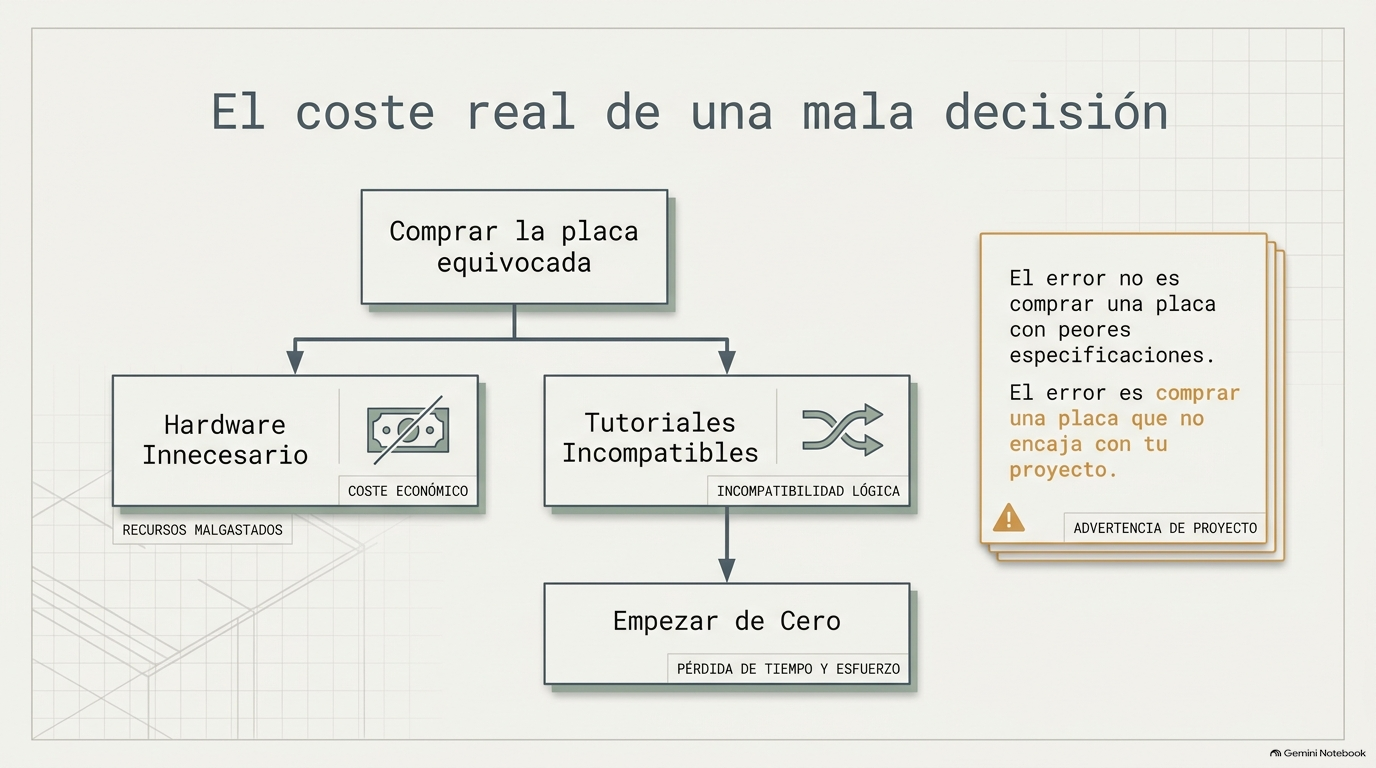 El coste real de una mala decisión
Comprar la placa
equivocada
Hardware
Innecesario
COSTE ECONÓMICO
RECURSOS MALGASTADOS
Tutoriales
Incompatibles
INCOMPATIBILIDAD LÓGICA
Empezar de Cero
PÉRDIDA DE TIEMPO Y ESFUERZO
El error no es
comprar una placa
con peores
especificaciones.
El error es comprar
una placa que no
encaja con tu
proyecto.
ADVERTENCIA DE PROYECTO
Gemini Notebook